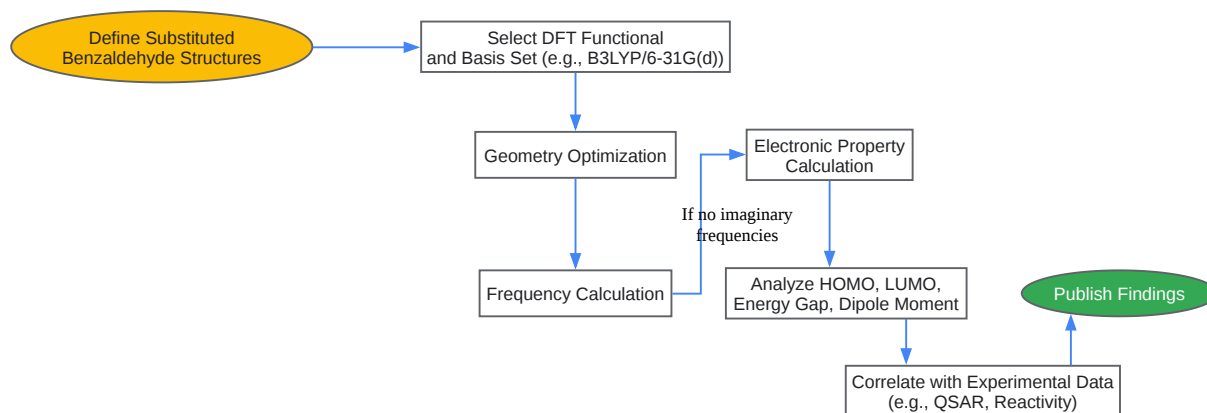 Define Substituted
Benzaldehyde Structures
Select DFT Functional
and Basis Set (e.g., B3LYP/6-31G(d))
Geometry Optimization
Frequency Calculation
If no imaginary
frequencies
Electronic Property
Calculation
Analyze HOMO, LUMO,
Energy Gap, Dipole Moment
Correlate with Experimental Data
(e.g., QSAR, Reactivity)
Publish Findings